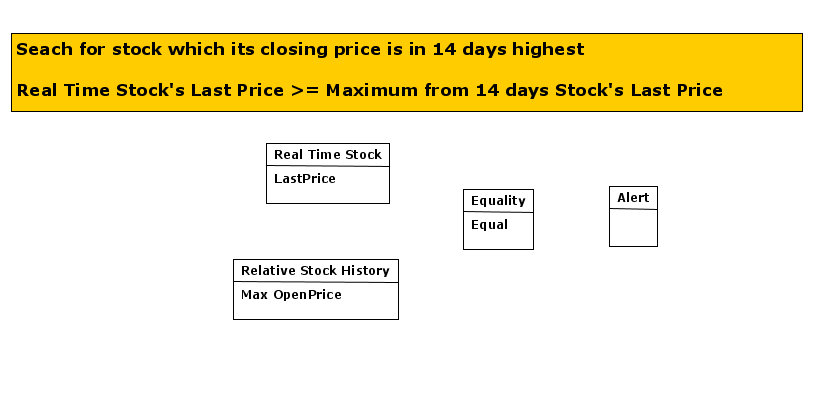 Seach for stock which its closing price is in 14 days highest
Real Time Stock's Last Price >= Maximum from 14 days Stock's Last Price
Real Time Stock
LastPrice
Equality
Equal
Alert
Relative Stock History
Max OpenPrice